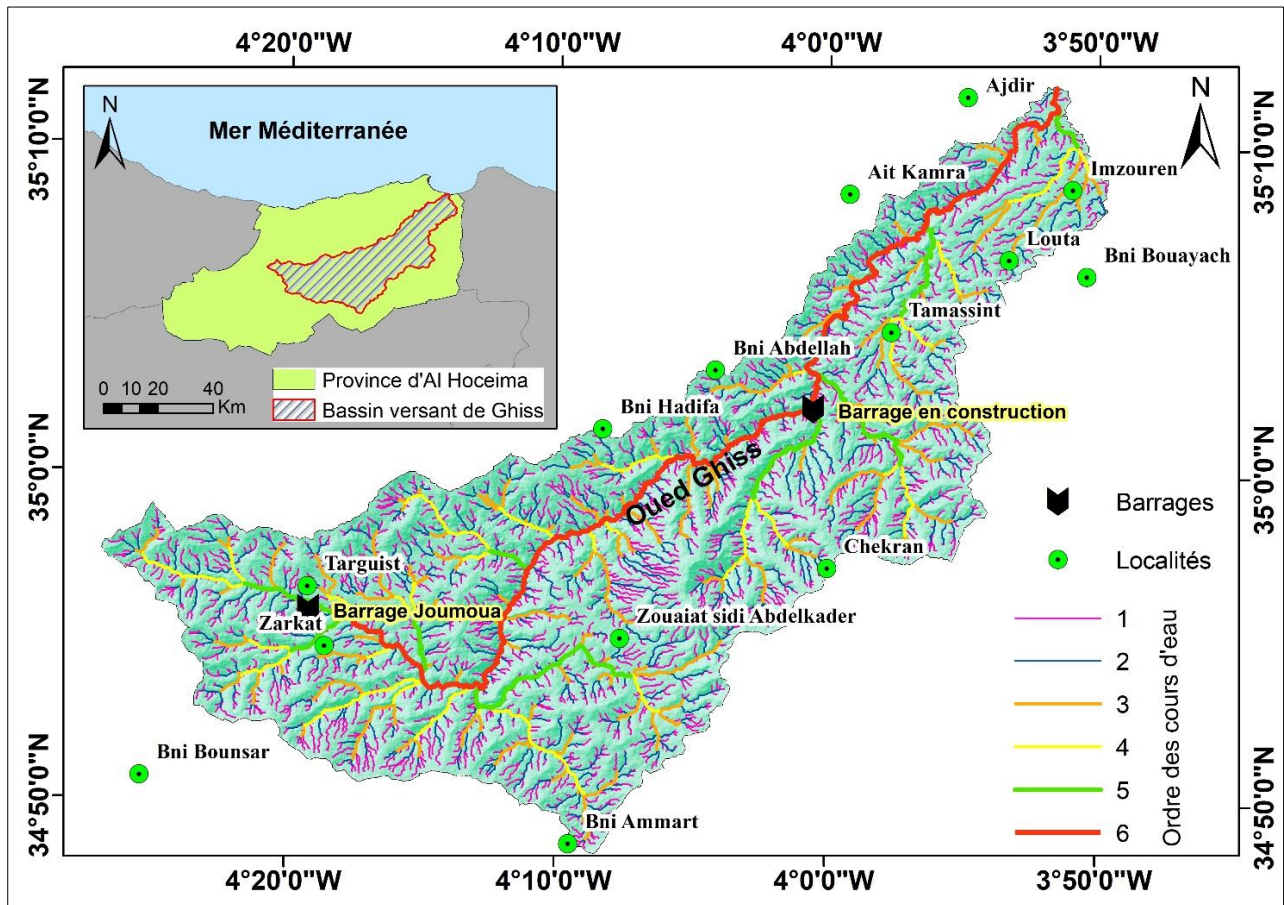 4°20'0"W
4°10'0"W
4°0'0"W
3°50'0"W
35°10'0"N
35°0'0"N
34°50'0"N
N
Mer Méditerranée
0 10 20 40
Km
Province d'Al Hoceima
Bassin versant de Ghiss
N
Ajdir
35°10'0"N
Ait Kamra
Imzouren
Louta
Bni Bouayach
Tamassint
Bni Abdellah
Barrage en construction
Bni Hadifa
Oued Ghiss
35°0'0"N
Chekran
Targuist
Barrage Joumoua
Zarkat
Zouaiat sidi Abdelkader
Bni Bounsar
Bni Ammart
Barrages
Localités
1
2
3
4
5
6
Ordre des cours d'eau
34°50'0"N
4°20'0"W
4°10'0"W
4°0'0"W
3°50'0"W